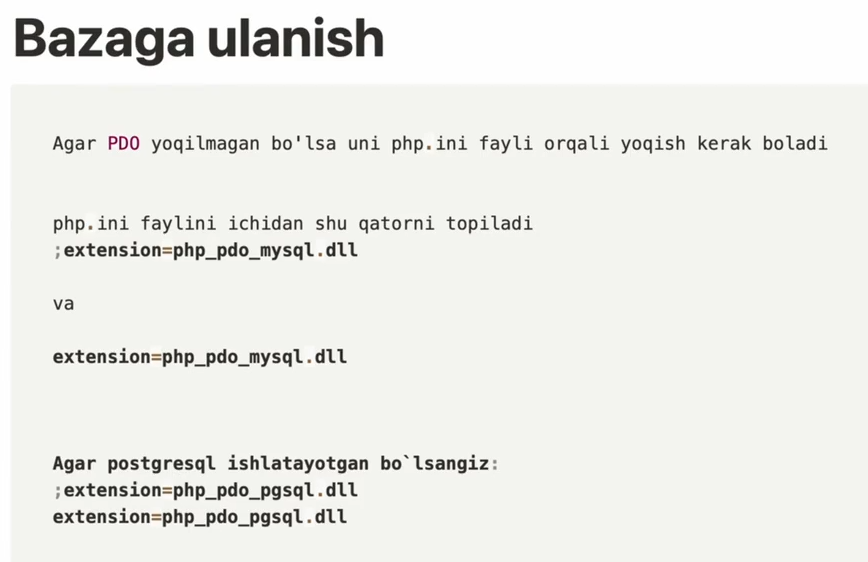 Bazaga ulanish
Agar PDO yoqilmagan bo'lsa uni php.ini fayli orqali yoqish kerak boladi
php.ini faylini ichidan shu qatorni topiladi
;extension=php_pdo_mysql.dll
va
extension=php_pdo_mysql.dll
Agar postgresql ishlatayotgan bo`lsangiz:
;extension=php_pdo_pgsql.dll
extension=php_pdo_pgsql.dll